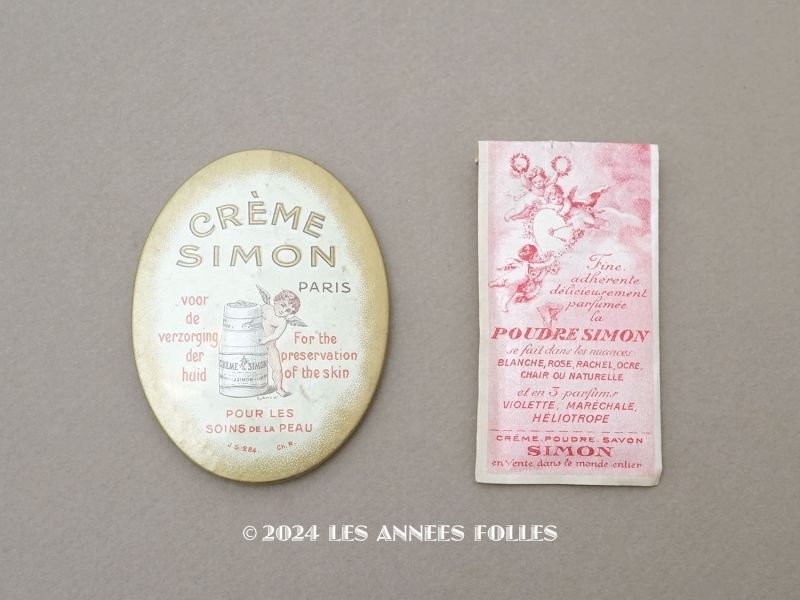 CRÈME
SIMON
PARIS
voor
de
verzorging
der
huid
CRÈME SIMON
For the
preservation
of the skin
POUR LES
SOINS DE LA PEAU
J.S. 284. Ch. R.
Fine,
adhérente
délicieusement
parfumée
la
POUDRE SIMON
se fait dans les nuances
BLANCHE, ROSE, RACHEL, OCRE,
CHAIR OU NATURELLE
et en 3 parfums
VIOLETTE, MARÉCHALE,
HÉLIOTROPE
CRÈME. POUDRE. SAVON
SIMON
en Vente dans le monde entier
© 2024 LES ANNEES FOLLES